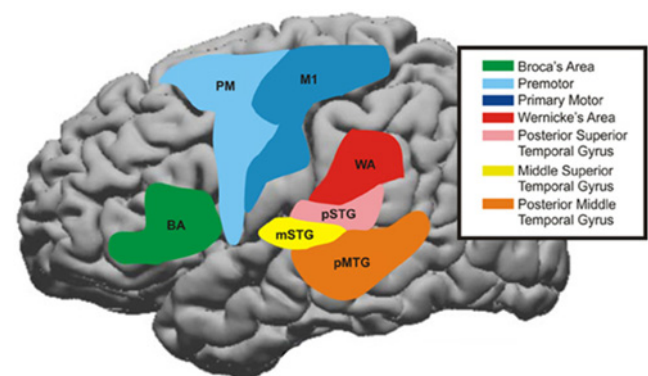 PM
M1
WA
pSTG
BA
mSTG
pMTG
Broca's Area
Premotor
Primary Motor
Wernicke's Area
Posterior Superior
Temporal Gyrus
Middle Superior
Temporal Gyrus
Posterior Middle
Temporal Gyrus